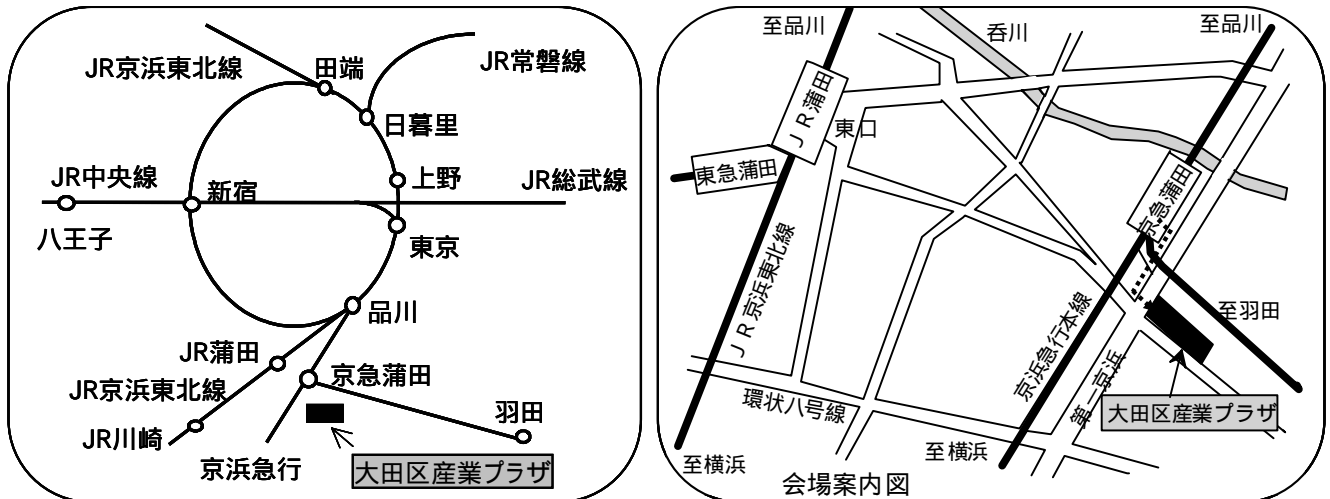 JR京浜東北線
田端
JR常磐線
日暮里
JR中央線
新宿
上野
JR総武線
八王子
東京
品川
JR蒲田
京急蒲田
JR京浜東北線
羽田
JR川崎
京浜急行
大田区産業プラザ
至品川
呑川
至品川
ＪＲ蒲田
東口
東急蒲田
京急蒲田
ＪＲ京浜東北線
至羽田
京浜急行本線
第一京浜
環状八号線
大田区産業プラザ
至横浜
至横浜
会場案内図